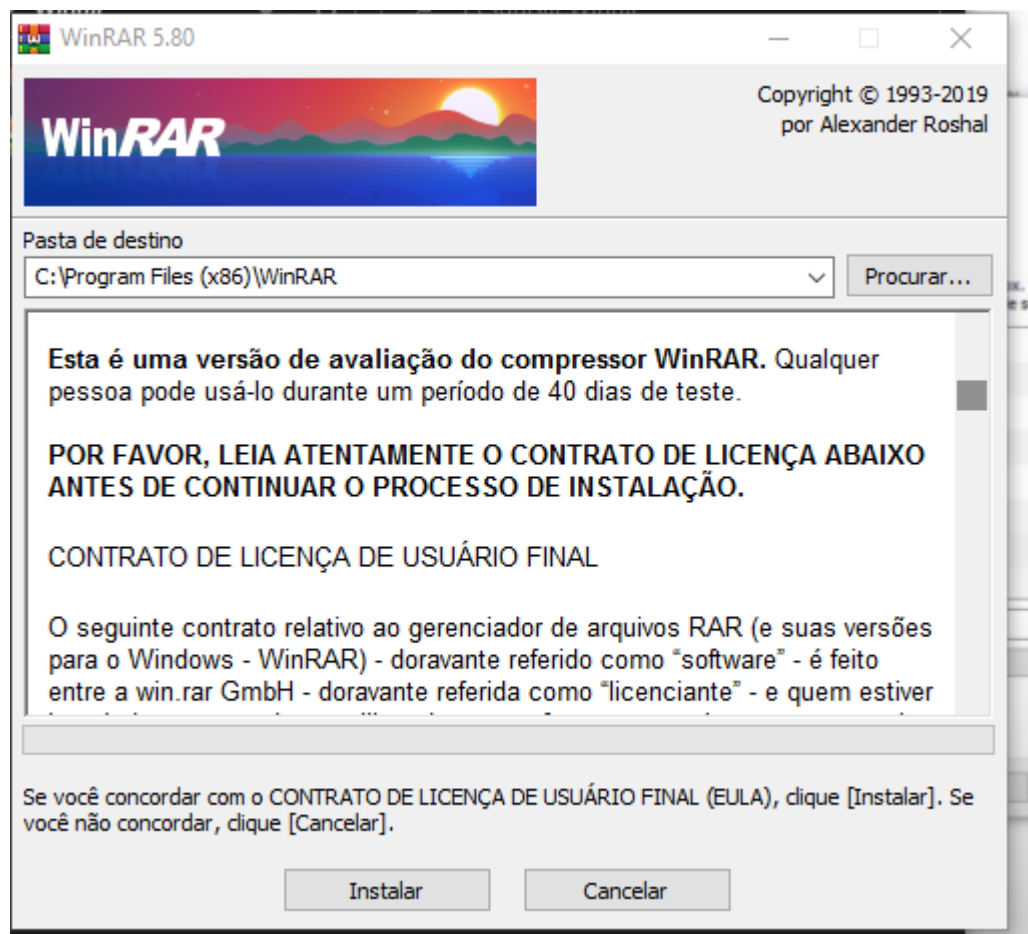 WinRAR 5.80
WinRAR
Copyright © 1993-2019
por Alexander Roshal
Pasta de destino
C:\Program Files (x86)\WinRAR
Procurar...
Esta é uma versão de avaliação do compressor WinRAR. Qualquer
pessoa pode usá-lo durante um período de 40 dias de teste.
POR FAVOR, LEIA ATENTAMENTE O CONTRATO DE LICENÇA ABAIXO
ANTES DE CONTINUAR O PROCESSO DE INSTALAÇÃO.
CONTRATO DE LICENÇA DE USUÁRIO FINAL
O seguinte contrato relativo ao gerenciador de arquivos RAR (e suas versões
para o Windows - WinRAR) - doravante referido como “software” - é feito
entre a win.rar GmbH - doravante referida como “licenciante” - e quem estiver
Se você concordar com o CONTRATO DE LICENÇA DE USUÁRIO FINAL (EULA), clique [Instalar]. Se
você não concordar, clique [Cancelar].
Instalar
Cancelar